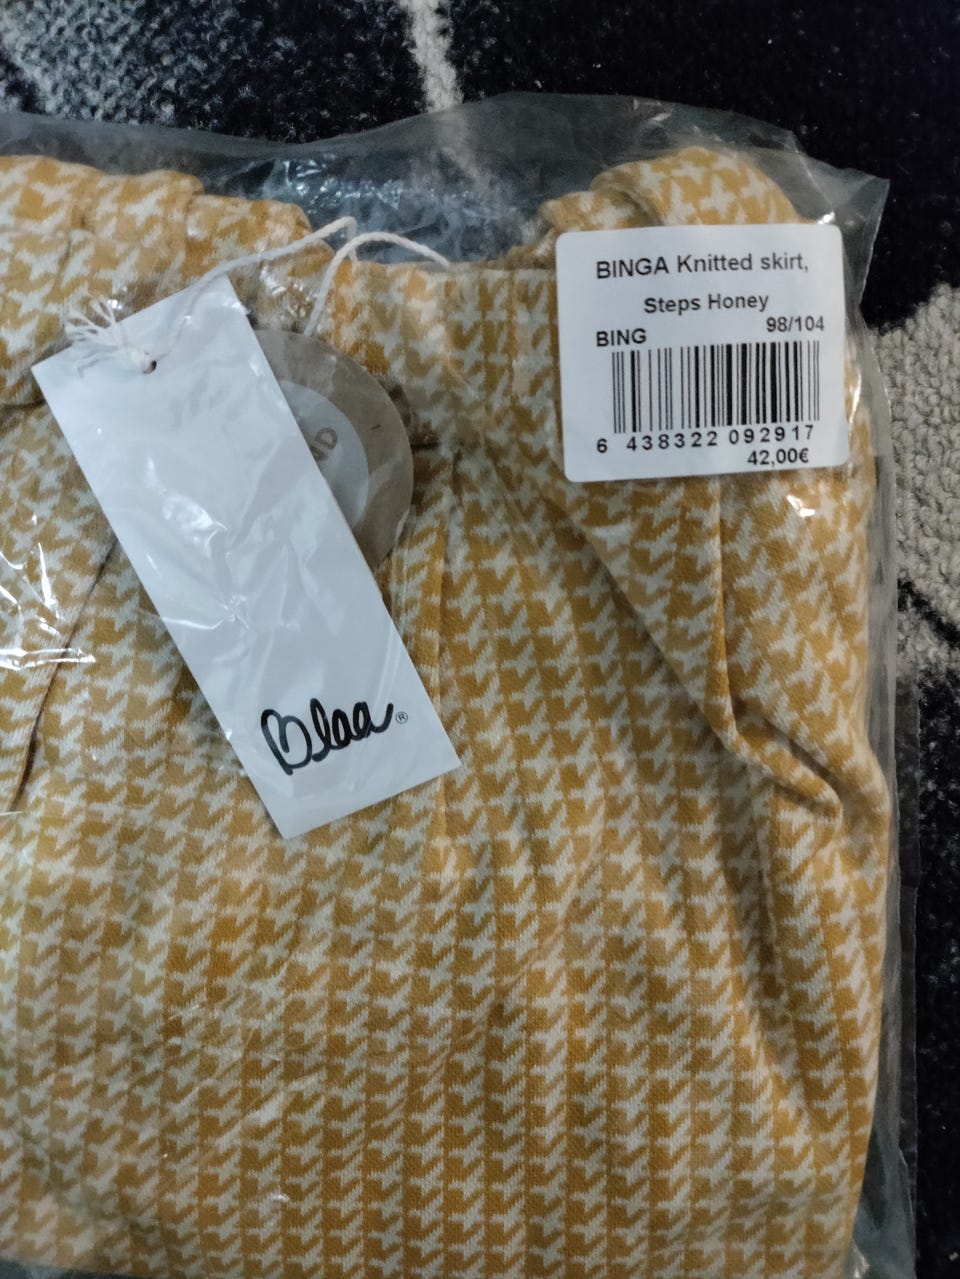 BINGA Knitted skirt,
Steps Honey
98/104
BING
6 438322 092917
42,00€
Blaa®